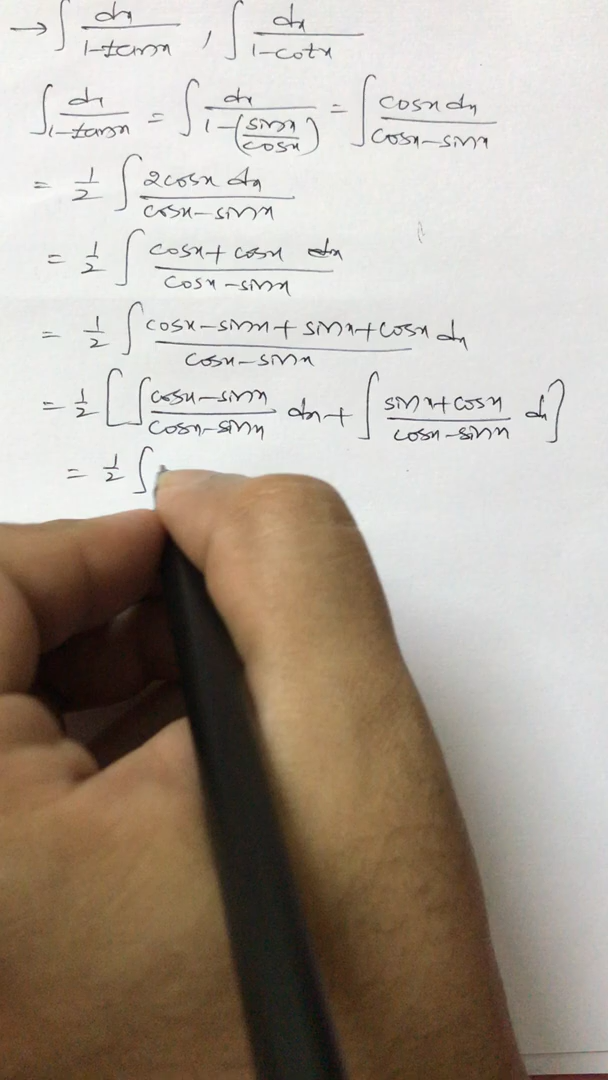 → ∫ dx/(1-tanx) , ∫ dx/(1-cotx)
∫ dx/(1-tanx) = ∫ dx/(1-(sinx/cosx)) = ∫ cosx dx/(cosx-sinx)
= 1/2 ∫ 2cosx dx/(cosx-sinx)
= 1/2 ∫ (cosx+cosx)/(cosx-sinx) dx
= 1/2 ∫ (cosx-sinx+sinx+cosx)/(cosx-sinx) dx
= 1/2 [∫ (cosx-sinx)/(cosx-sinx) dx + ∫ (sinx+cosx)/(cosx-sinx) dx]
= 1/2 ∫